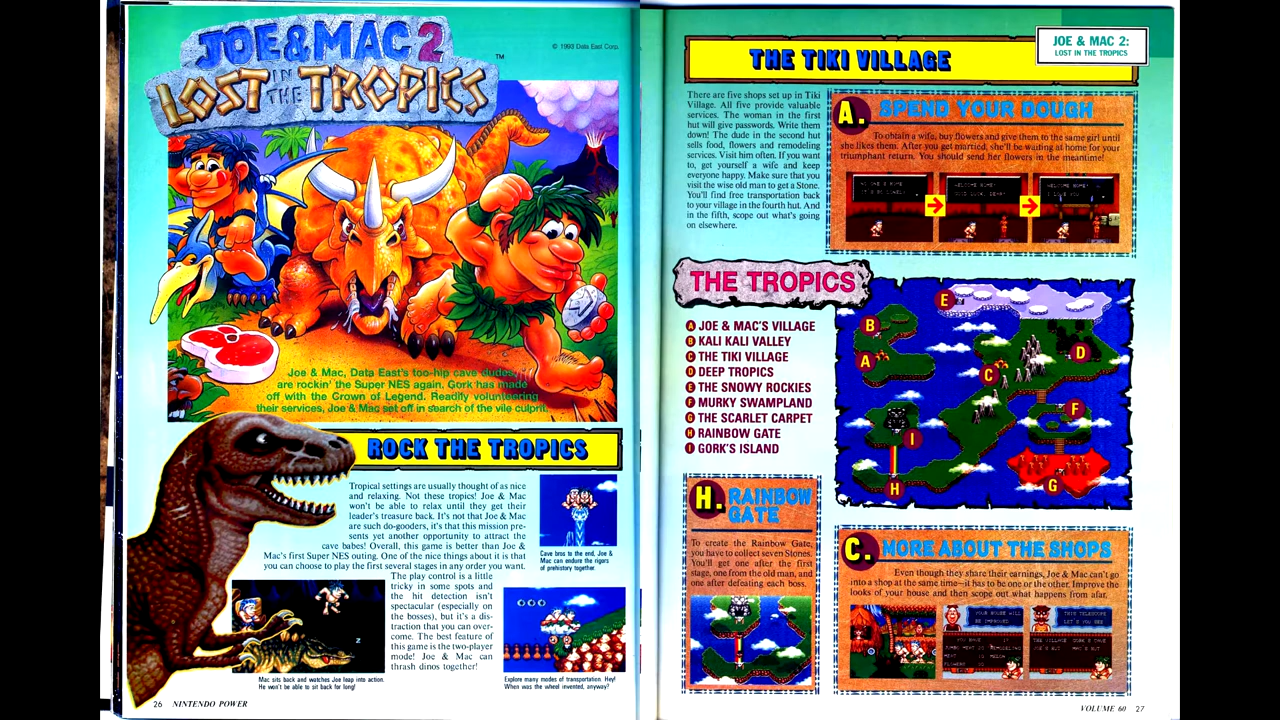 JOE & MAC 2
LOST IN THE TROPICS
™
© 1993 Data East Corp.
Joe & Mac, Data East's too-hip cave dudes,
are rockin' the Super NES again. Gork has made
off with the Crown of Legend. Readily volunteering
their services, Joe & Mac set off in search of the vile culprit.
ROCK THE TROPICS
Tropical settings are usually thought of as nice
and relaxing. Not these tropics! Joe & Mac
won't be able to relax until they get their
leader's treasure back. It's not that Joe & Mac
are such do-gooders, it's that this mission pre-
sents yet another opportunity to attract the
cave babes! Overall, this game is better than Joe &
Mac's first Super NES outing. One of the nice things about it is that
you can choose to play the first several stages in any order you want.
The play control is a little
tricky in some spots and
the hit detection isn't
spectacular (especially on
the bosses), but it's a dis-
traction that you can over-
come. The best feature of
this game is the two-player
mode! Joe & Mac can
thrash dinos together!
Cave bros to the end, Joe &
Mac can endure the rigors
of prehistory together.
Mac sits back and watches Joe leap into action.
He won't be able to sit back for long!
Explore many modes of transportation. Hey!
When was the wheel invented, anyway?
26 NINTENDO POWER
THE TIKI VILLAGE
JOE & MAC 2:
LOST IN THE TROPICS
There are five shops set up in Tiki
Village. All five provide valuable
services. The woman in the first
hut will give passwords. Write them
down! The dude in the second hut
sells food, flowers and remodeling
services. Visit him often. If you want
to, get yourself a wife and keep
everyone happy. Make sure that you
visit the wise old man to get a Stone.
You'll find free transportation back
to your village in the fourth hut. And
in the fifth, scope out what's going
on elsewhere.
A. SPEND YOUR DOUGH
To obtain a wife, buy flowers and give them to the same girl until
she likes them. After you get married, she'll be waiting at home for your
triumphant return. You should send her flowers in the meantime!
WELCOME HOME!
WELCOME HOME!
I LOVE YOU
THE TROPICS
A JOE & MAC'S VILLAGE
B KALI KALI VALLEY
C THE TIKI VILLAGE
D DEEP TROPICS
E THE SNOWY ROCKIES
F MURKY SWAMPLAND
G THE SCARLET CARPET
H RAINBOW GATE
I GORK'S ISLAND
E
B
A
D
C
F
I
G
H
H. RAINBOW
GATE
To create the Rainbow Gate,
you have to collect seven Stones.
You'll get one after the first
stage, one from the old man, and
one after defeating each boss.
C. MORE ABOUT THE SHOPS
Even though they share their earnings, Joe & Mac can't go
into a shop at the same time—it has to be one or the other. Improve the
looks of your house and then scope out what happens from afar.
YOUR HOUSE WILL
BE IMPROVED
THIS TELESCOPE
LET'S YOU SEE
VOLUME 60 27